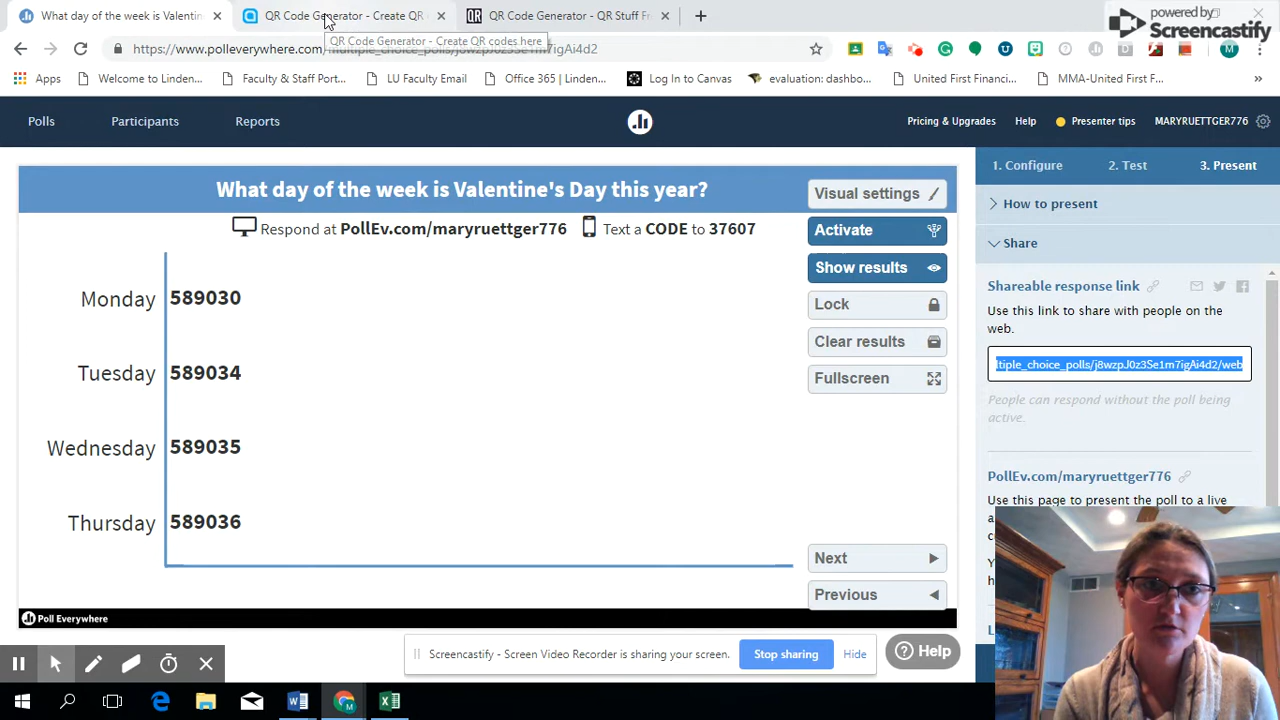 What day of the week is Valentin
QR Code Generator - Create QR
QR Code Generator - QR Stuff Fr
powered by
Screencastify
QR Code Generator - Create QR codes here
https://www.polleverywhere.com
Apps
Welcome to Linden...
Faculty & Staff Port...
LU Faculty Email
Office 365 | Linden...
Log In to Canvas
evaluation: dashbo...
United First Financi...
MMA-United First F...
Polls
Participants
Reports
Pricing & Upgrades
Help
Presenter tips
MARYRUETTGER776
What day of the week is Valentine's Day this year?
Respond at PollEv.com/maryruettger776
Text a CODE to 37607
Monday 589030
Tuesday 589034
Wednesday 589035
Thursday 589036
Visual settings
Activate
Show results
Lock
Clear results
Fullscreen
Next
Previous
Poll Everywhere
1. Configure
2. Test
3. Present
How to present
Share
Shareable response link
Use this link to share with people on the
web.
ltiple_choice_polls/j8wzpJ0z3Se1m7igAi4d2/web
People can respond without the poll being
active.
PollEv.com/maryruettger776
Use this page to present the poll to a live
Screencastify - Screen Video Recorder is sharing your screen.
Stop sharing
Hide
Help